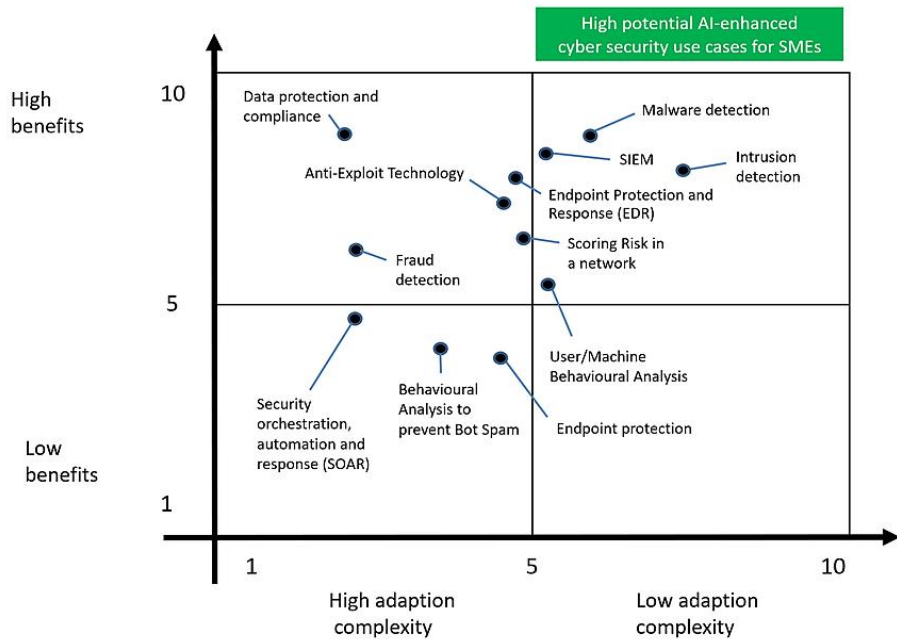 High potential AI-enhanced
cyber security use cases for SMEs
High
benefits
10
Data protection and
compliance
Malware detection
SIEM
Intrusion
detection
Anti-Exploit Technology
Endpoint Protection and
Response (EDR)
Scoring Risk in
a network
Fraud
detection
5
User/Machine
Behavioural Analysis
Security
orchestration,
automation and
response (SOAR)
Behavioural
Analysis to
prevent Bot Spam
Endpoint protection
Low
benefits
1
1
5
10
High adaption
complexity
Low adaption
complexity